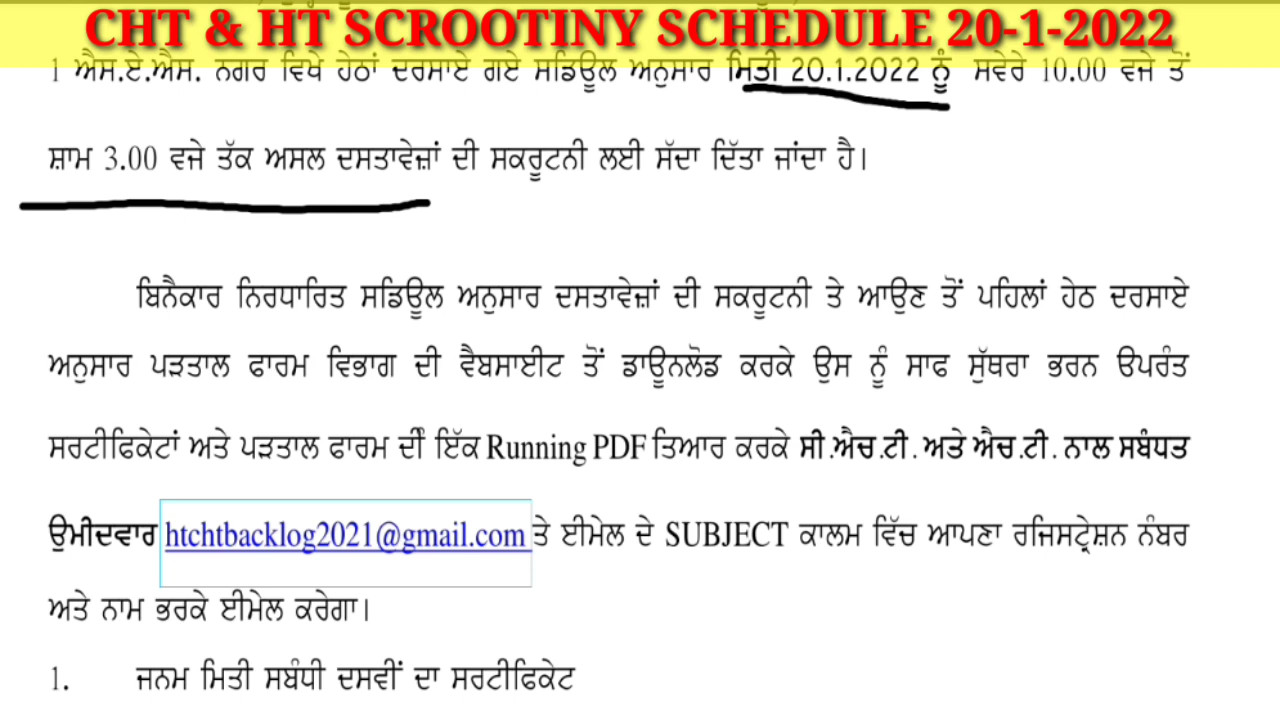 CHT & HT SCROOTINY SCHEDULE 20-1-2022
1 ਐਸ.ਏ.ਐਸ. ਨਗਰ ਵਿਖੇ ਹੇਠਾਂ ਦਰਸਾਏ ਗਏ ਸਡਿਊਲ ਅਨੁਸਾਰ ਮਿਤੀ 20.1.2022 ਨੂੰ ਸਵੇਰੇ 10.00 ਵਜੇ ਤੋਂ
ਸ਼ਾਮ 3.00 ਵਜੇ ਤੱਕ ਅਸਲ ਦਸਤਾਵੇਜ਼ਾਂ ਦੀ ਸਕਰੂਟਨੀ ਲਈ ਸੱਦਾ ਦਿੱਤਾ ਜਾਂਦਾ ਹੈ।
ਬਿਨੈਕਾਰ ਨਿਰਧਾਰਿਤ ਸਡਿਊਲ ਅਨੁਸਾਰ ਦਸਤਾਵੇਜ਼ਾਂ ਦੀ ਸਕਰੂਟਨੀ ਤੇ ਆਉਣ ਤੋਂ ਪਹਿਲਾਂ ਹੇਠ ਦਰਸਾਏ
ਅਨੁਸਾਰ ਪੜਤਾਲ ਫਾਰਮ ਵਿਭਾਗ ਦੀ ਵੈਬਸਾਈਟ ਤੋਂ ਡਾਊਨਲੋਡ ਕਰਕੇ ਉਸ ਨੂੰ ਸਾਫ ਸੁੱਥਰਾ ਭਰਨ ੳਪਰੰਤ
ਸਰਟੀਫਿਕੇਟਾਂ ਅਤੇ ਪੜਤਾਲ ਫਾਰਮ ਦੀ ਇੱਕ Running PDF ਤਿਆਰ ਕਰਕੇ ਸੀ.ਐਚ.ਟੀ. ਅਤੇ ਐਚ.ਟੀ. ਨਾਲ ਸਬੰਧਤ
ਉਮੀਦਵਾਰ htchtbacklog2021@gmail.com ਤੇ ਈਮੇਲ ਦੇ SUBJECT ਕਾਲਮ ਵਿੱਚ ਆਪਣਾ ਰਜਿਸਟ੍ਰੇਸ਼ਨ ਨੰਬਰ
ਅਤੇ ਨਾਮ ਭਰਕੇ ਈਮੇਲ ਕਰੇਗਾ।
1. ਜਨਮ ਮਿਤੀ ਸਬੰਧੀ ਦਸਵੀਂ ਦਾ ਸਰਟੀਫਿਕੇਟ